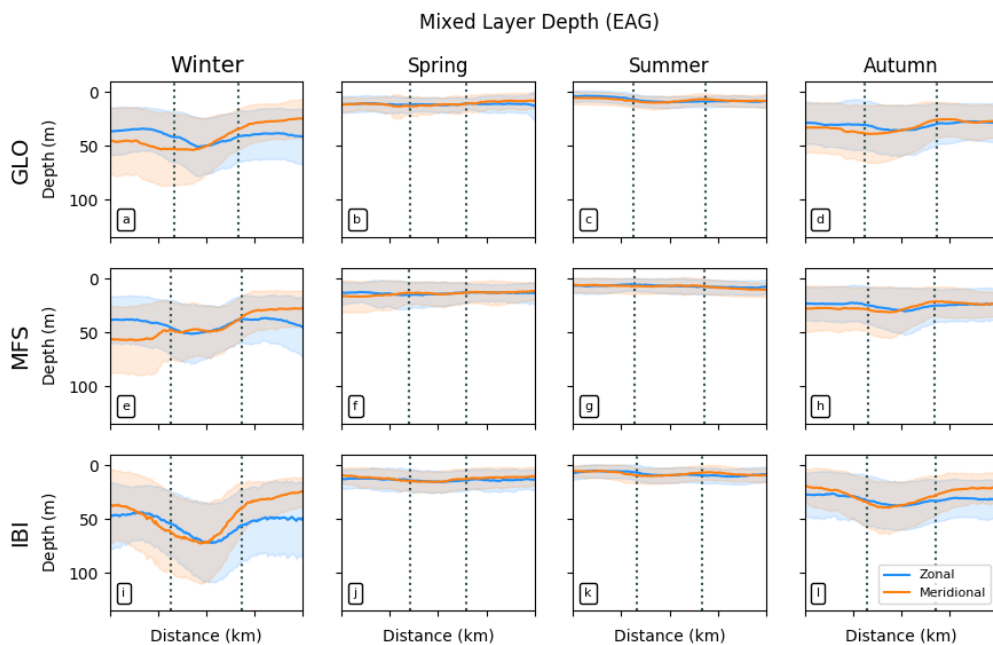 Mixed Layer Depth (EAG)
Winter Spring Summer Autumn
GLO
Depth (m)
0
50
100
a b c d
MFS
Depth (m)
0
50
100
e f g h
IBI
Depth (m)
0
50
100
i j k l
Zonal
Meridional
Distance (km) Distance (km) Distance (km) Distance (km)